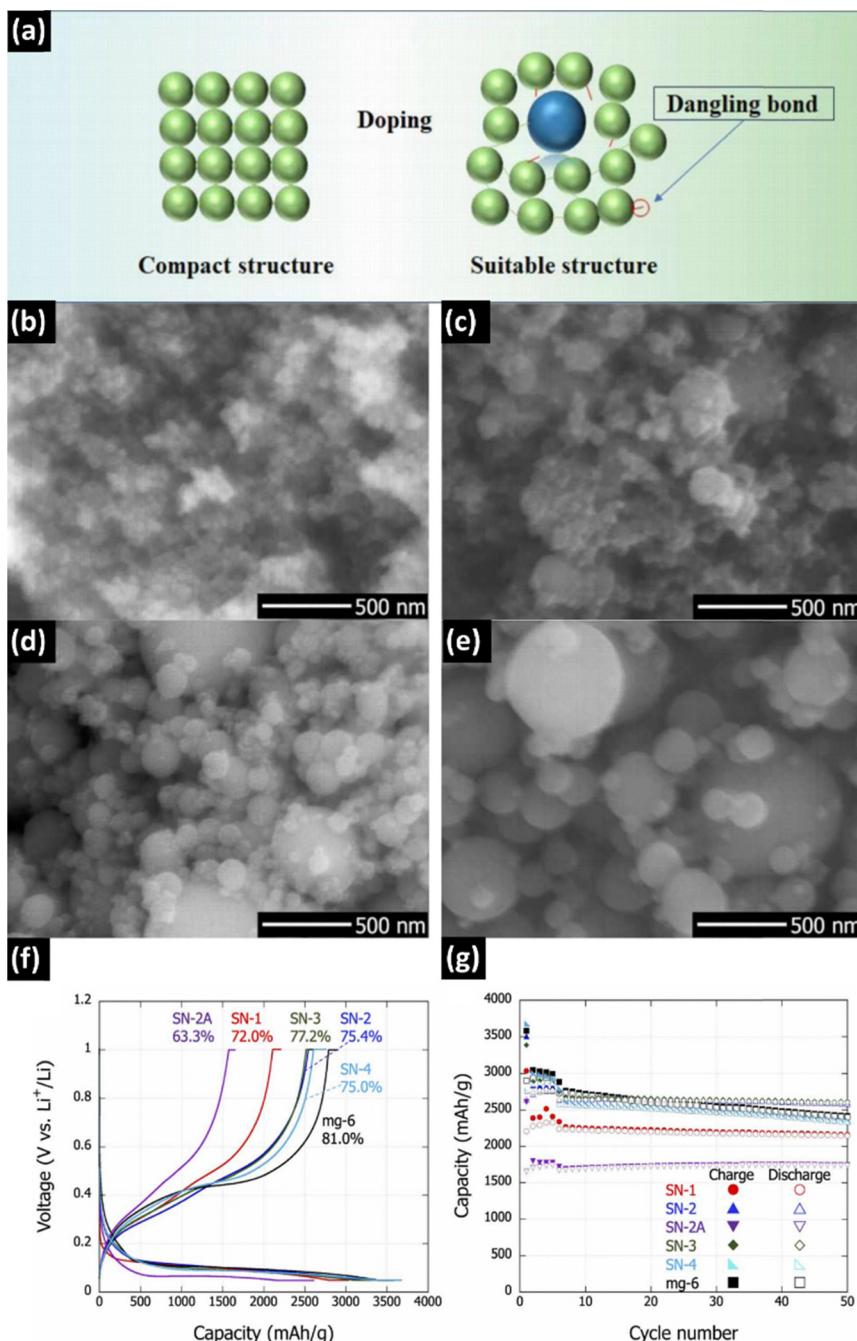 (a)
Doping
Dangling bond
Compact structure
Suitable structure
(b)
500 nm
(c)
500 nm
(d)
500 nm
(e)
500 nm
(f)
Voltage (V vs. Li⁺/Li)
1.2
1
0.8
0.6
0.4
0.2
0
SN-2A
63.3%
SN-1
72.0%
SN-3
77.2%
SN-2
75.4%
SN-4
75.0%
mg-6
81.0%
0 500 1000 1500 2000 2500 3000 3500 4000
Capacity (mAh/g)
(g)
Capacity (mAh/g)
4000
3500
3000
2500
2000
1500
1000
500
0
Charge Discharge
SN-1
SN-2
SN-2A
SN-3
SN-4
mg-6
0 10 20 30 40 50
Cycle number